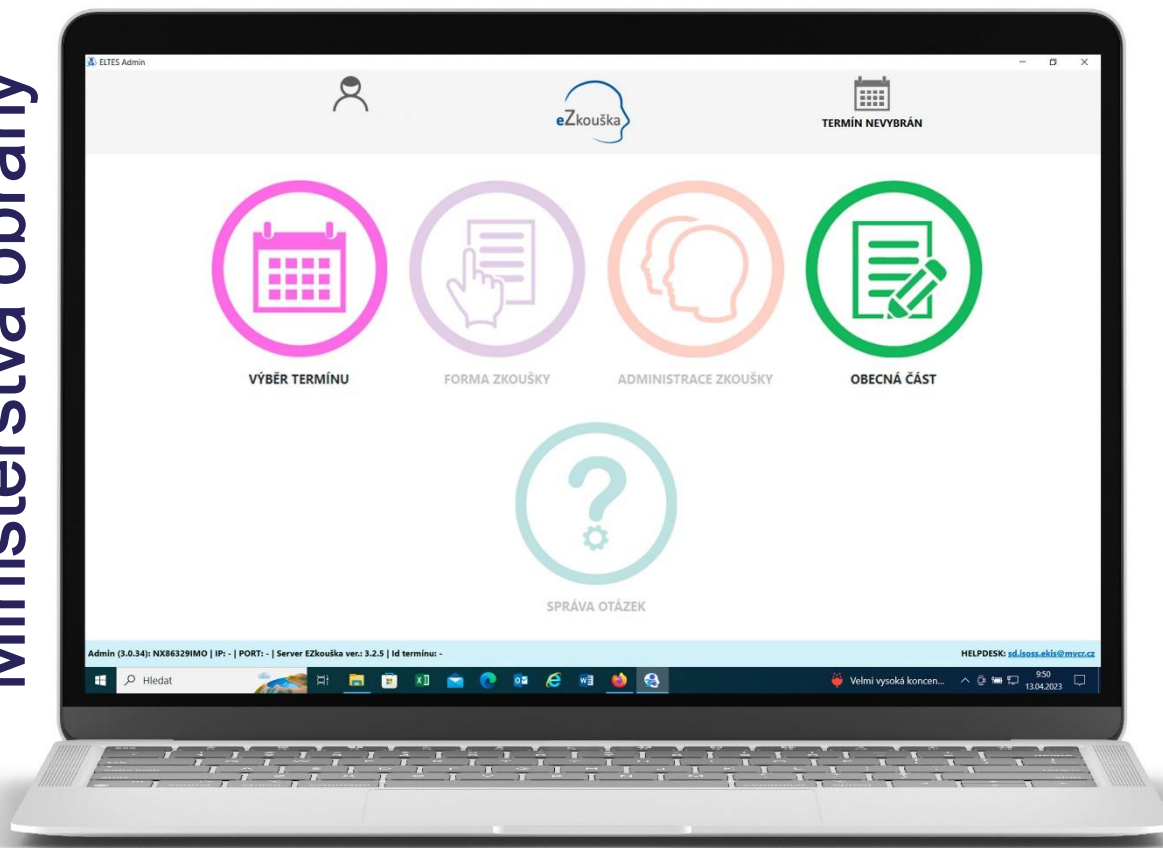 Ministerstva obrany
ELTES Admin
eZkouška
TERMÍN NEVYBRÁN
VÝBĚR TERMÍNU
FORMA ZKOUŠKY
ADMINISTRACE ZKOUŠKY
OBECNÁ ČÁST
SPRÁVA OTÁZEK
Admin (3.0.34): NX86329IMO | IP: - | PORT: - | Server EZkouška ver.: 3.2.5 | Id termínu: -
HELPDESK: sd.isoss.ekis@mvcr.cz
Hledat
Velmi vysoká koncen...
9:50
13.04.2023